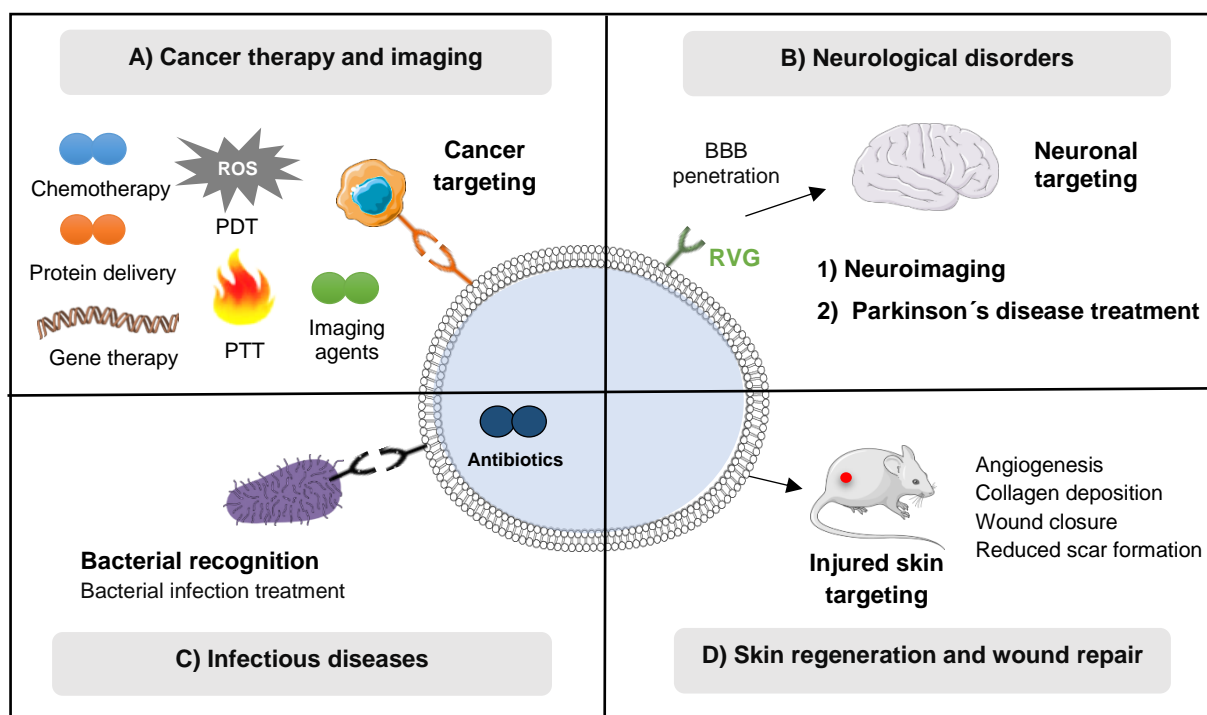 A) Cancer therapy and imaging
Chemotherapy
ROS
PDT
Cancer
targeting
Protein delivery
Gene therapy
PTT
Imaging
agents
B) Neurological disorders
BBB
penetration
Neuronal
targeting
RVG
1) Neuroimaging
2) Parkinson´s disease treatment
Antibiotics
Bacterial recognition
Bacterial infection treatment
C) Infectious diseases
Angiogenesis
Collagen deposition
Wound closure
Reduced scar formation
Injured skin
targeting
D) Skin regeneration and wound repair